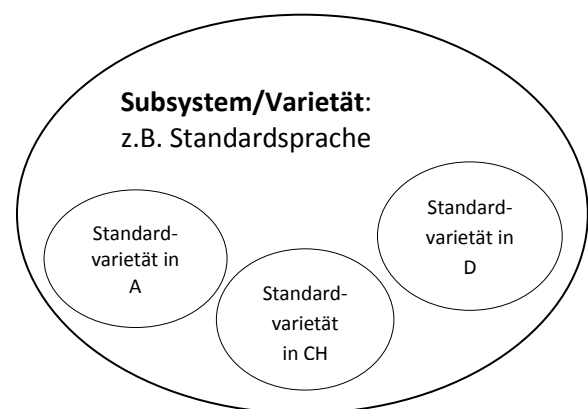 Subsystem/Varietät:
z.B. Standardsprache
Standard-
varietät in
A
Standard-
varietät
in CH
Standard-
varietät in
D